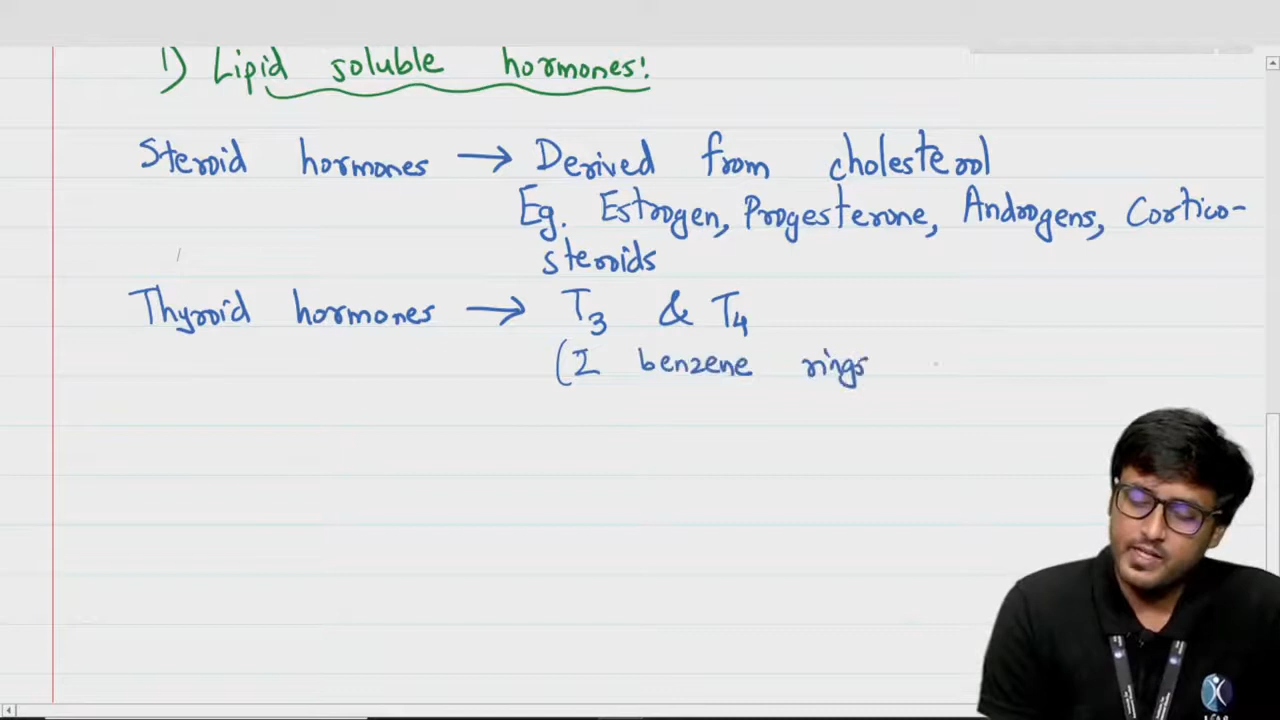 1) Lipid soluble hormones:
Steroid hormones → Derived from cholesterol
Eg. Estrogen, Progesterone, Androgens, Cortico-
steroids
Thyroid hormones → T3 & T4
(2 benzene rings